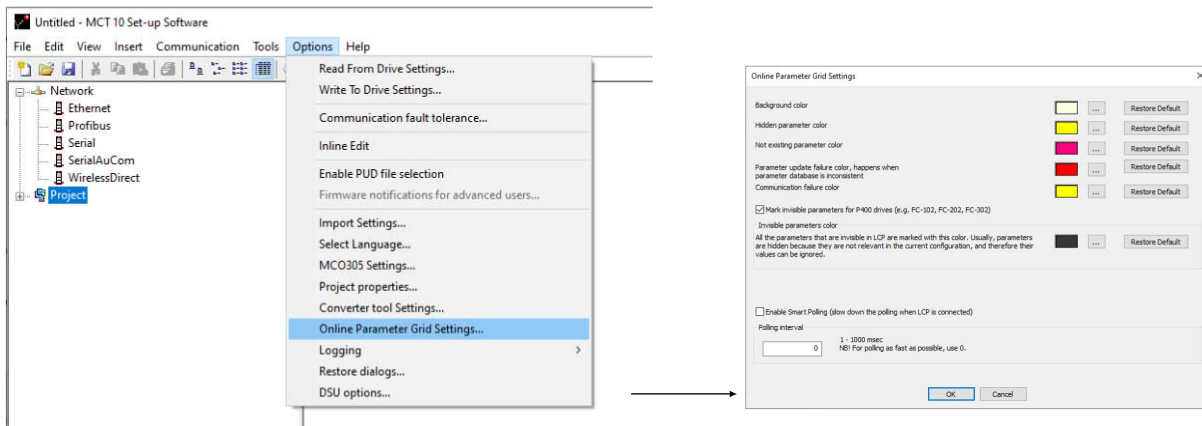 Untitled - MCT 10 Set-up Software
File Edit View Insert Communication Tools Options Help
Network
Ethernet
Profibus
Serial
SerialAuCom
WirelessDirect
Project
Read From Drive Settings...
Write To Drive Settings...
Communication fault tolerance...
Inline Edit
Enable PUD file selection
Firmware notifications for advanced users...
Import Settings...
Select Language...
MCO305 Settings...
Project properties...
Converter tool Settings...
Online Parameter Grid Settings...
Logging
Restore dialogs...
DSU options...
Online Parameter Grid Settings
Background color ... Restore Default
Hidden parameter color ... Restore Default
Not existing parameter color ... Restore Default
Parameter update failure color, happens when
parameter database is inconsistent ... Restore Default
Communication failure color ... Restore Default
Mark invisible parameters for P400 drives (e.g. FC-102, FC-202, FC-302)
Invisible parameters color
All the parameters that are invisible in LCP are marked with this color. Usually, parameters
are hidden because they are not relevant in the current configuration, and therefore their
values can be ignored.
... Restore Default
Enable Smart Polling (slow down the polling when LCP is connected)
Polling interval
0
1 - 1000 msec
NB! For polling as fast as possible, use 0.
OK Cancel